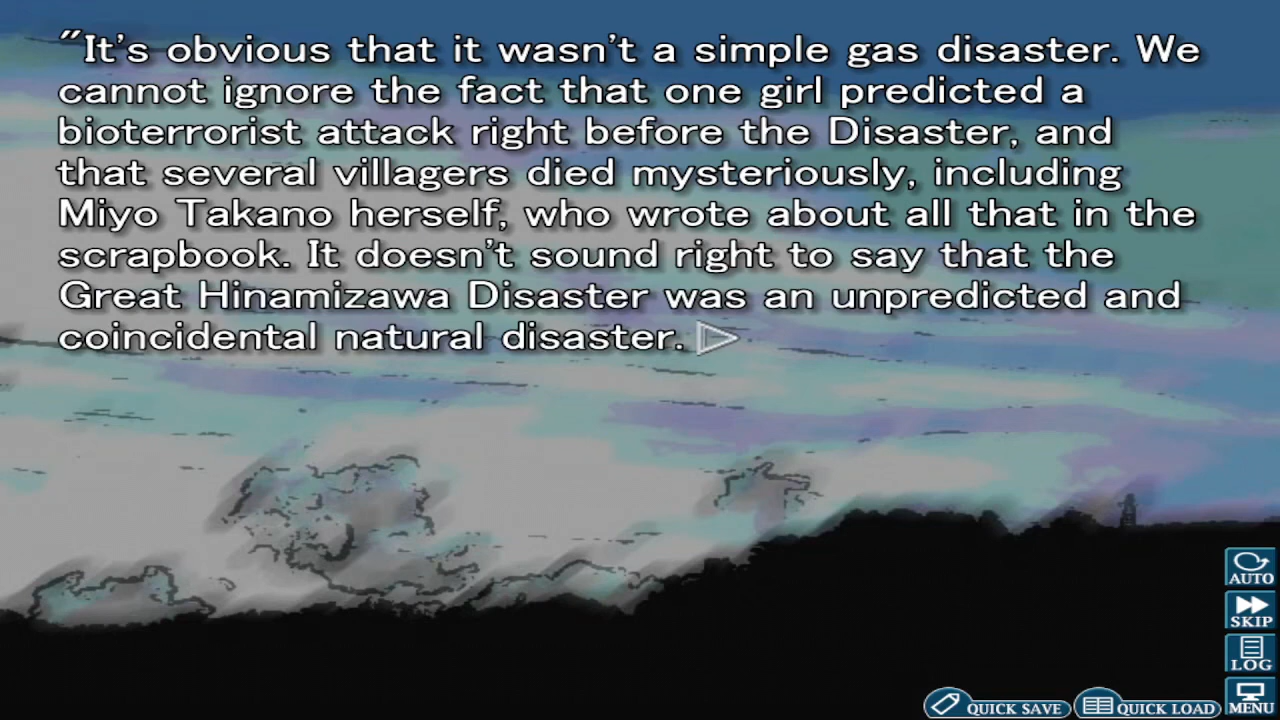 "It's obvious that it wasn't a simple gas disaster. We
cannot ignore the fact that one girl predicted a
bioterrorist attack right before the Disaster, and
that several villagers died mysteriously, including
Miyo Takano herself, who wrote about all that in the
scrapbook. It doesn't sound right to say that the
Great Hinamizawa Disaster was an unpredicted and
coincidental natural disaster.
AUTO
SKIP
LOG
MENU
QUICK SAVE
QUICK LOAD